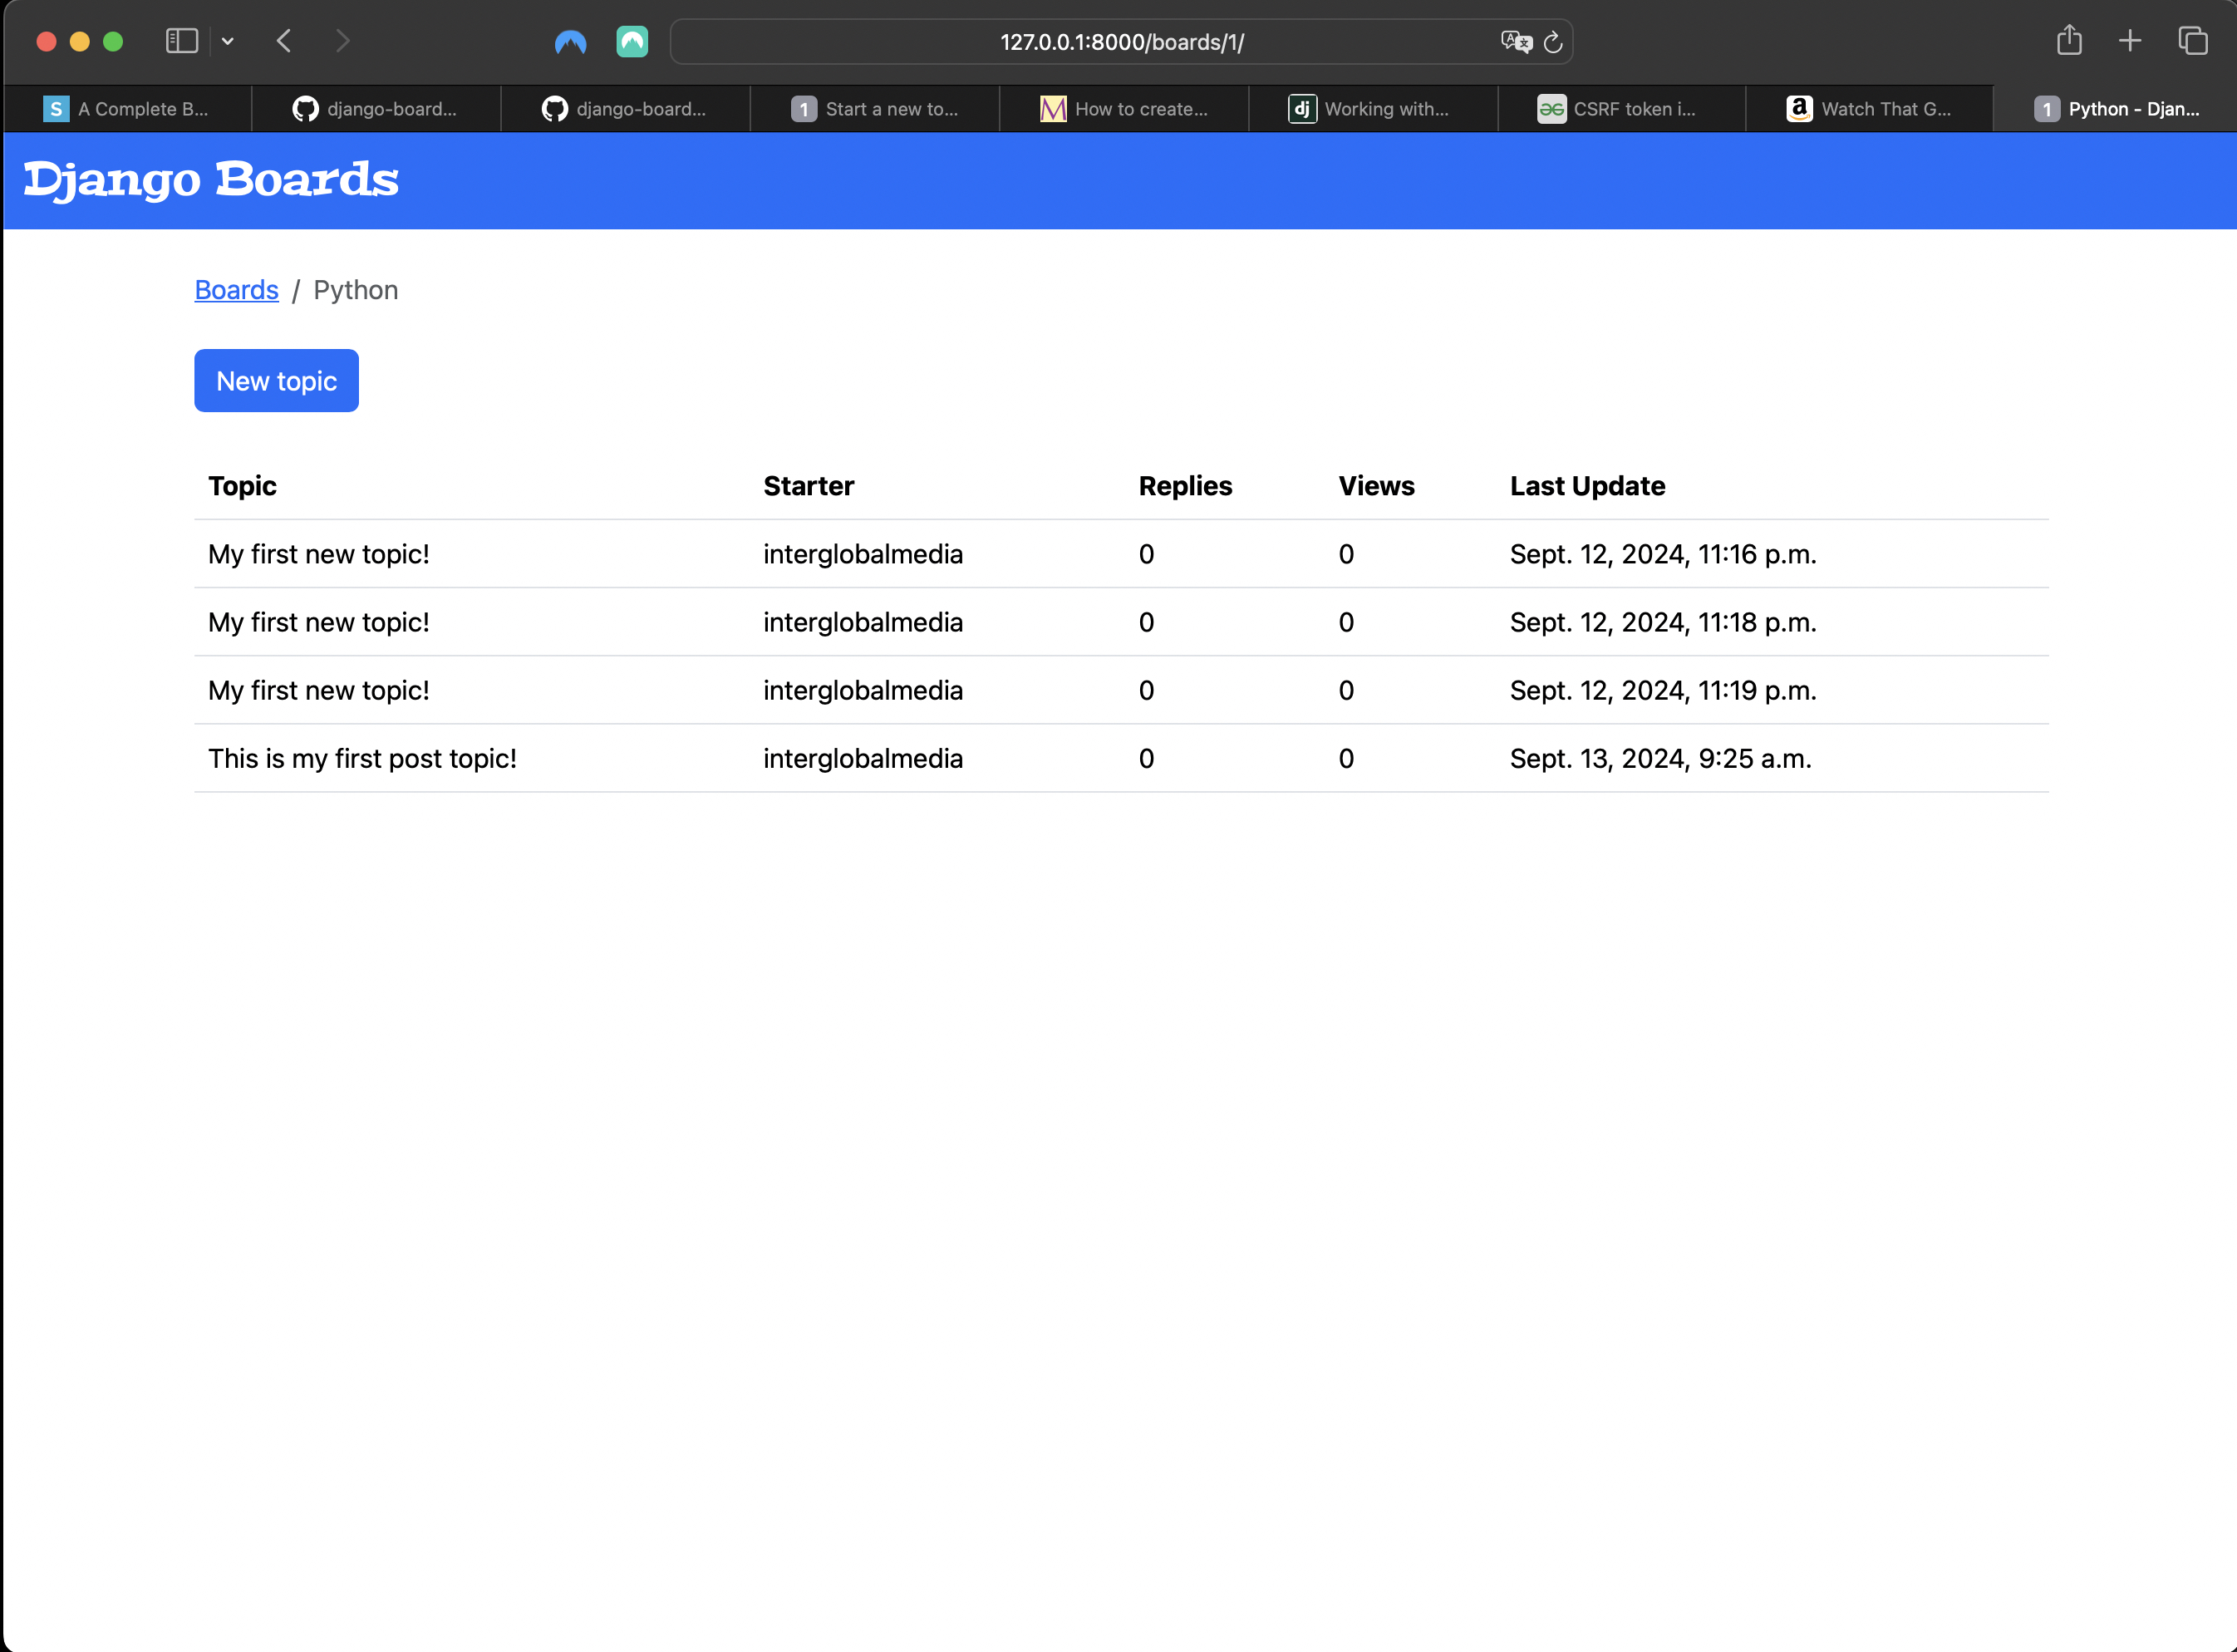 127.0.0.1:8000/boards/1/
S A Complete B...
django-board...
django-board...
1 Start a new to...
M How to create...
dj Working with...
CSRF token i...
a Watch That G...
1 Python - Djan...
Django Boards
Boards / Python
New topic
Topic Starter Replies Views Last Update
My first new topic! interglobalmedia 0 0 Sept. 12, 2024, 11:16 p.m.
My first new topic! interglobalmedia 0 0 Sept. 12, 2024, 11:18 p.m.
My first new topic! interglobalmedia 0 0 Sept. 12, 2024, 11:19 p.m.
This is my first post topic! interglobalmedia 0 0 Sept. 13, 2024, 9:25 a.m.